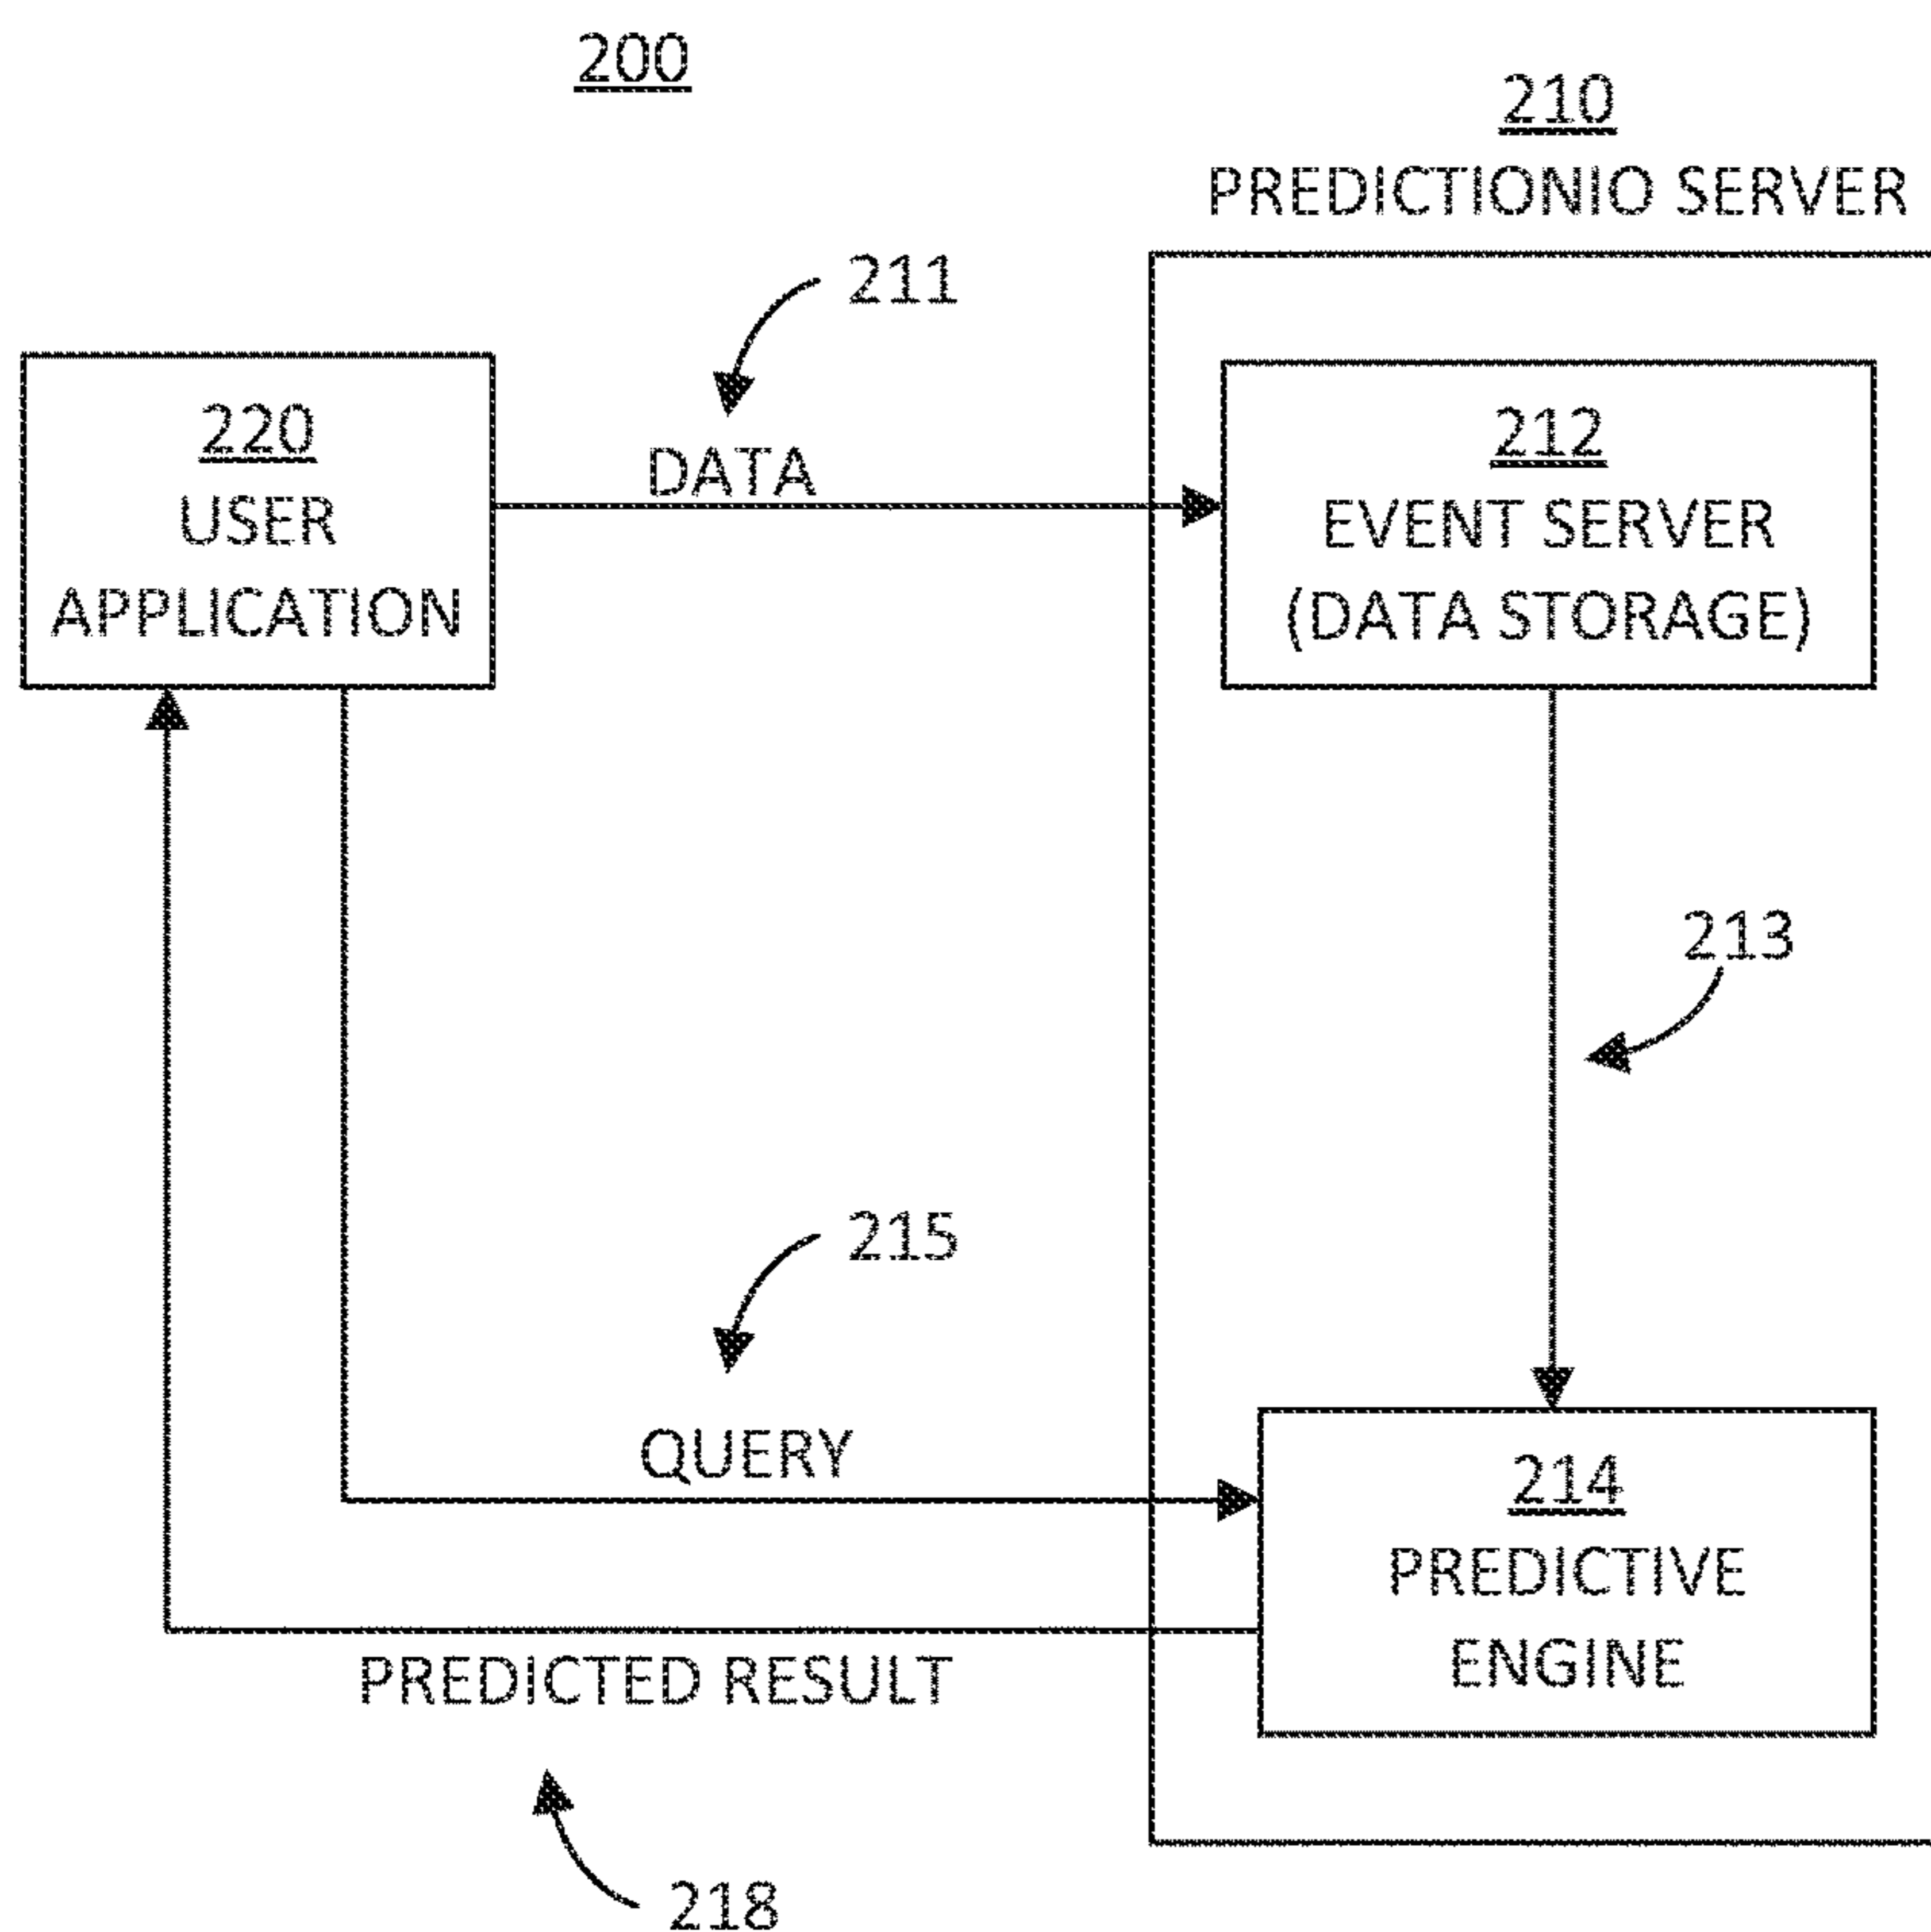 200
210
PREDICTIONIO SERVER
211
220
USER
APPLICATION
DATA
212
EVENT SERVER
(DATA STORAGE)
213
215
QUERY
214
PREDICTIVE
ENGINE
PREDICTED RESULT
218